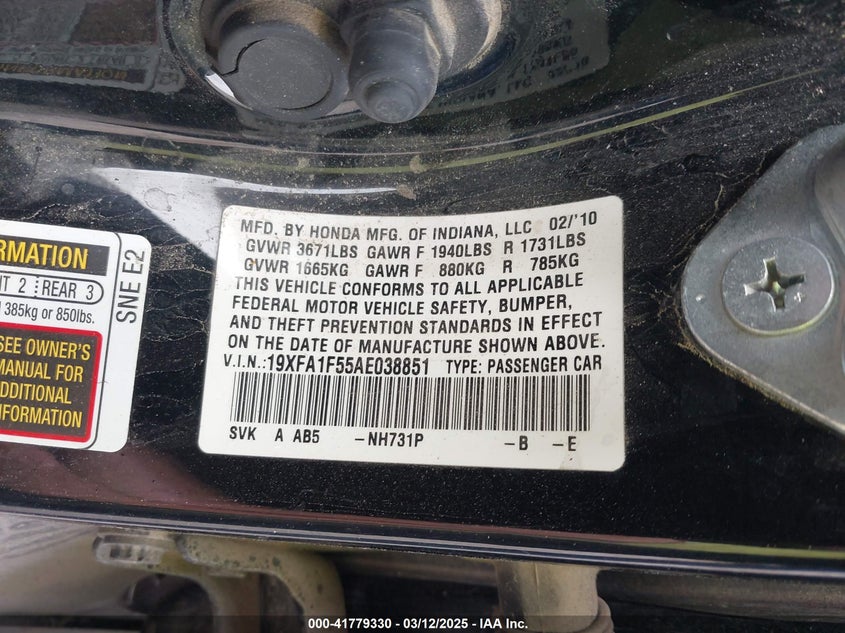 MFD. BY HONDA MFG. OF INDIANA, LLC 02/'10
GVWR 3671LBS GAWR F 1940LBS R 1731LBS
GVWR 1665KG GAWR F 880KG R 785KG
THIS VEHICLE CONFORMS TO ALL APPLICABLE
FEDERAL MOTOR VEHICLE SAFETY, BUMPER,
AND THEFT PREVENTION STANDARDS IN EFFECT
ON THE DATE OF MANUFACTURE SHOWN ABOVE.
V.I.N.:19XFA1F55AE038851 TYPE: PASSENGER CAR
SVK A AB5 -NH731P -B -E
RMATION
2 REAR 3
385kg or 850lbs.
SEE OWNER'S
MANUAL FOR
ADDITIONAL
INFORMATION
SNE E2
000-41779330 - 03/12/2025 - IAA Inc.